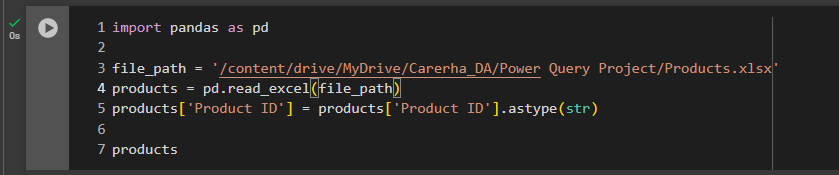 0s
1 import pandas as pd
2
3 file_path = '/content/drive/MyDrive/Carerha_DA/Power Query Project/Products.xlsx'
4 products = pd.read_excel(file_path)
5 products['Product ID'] = products['Product ID'].astype(str)
6
7 products